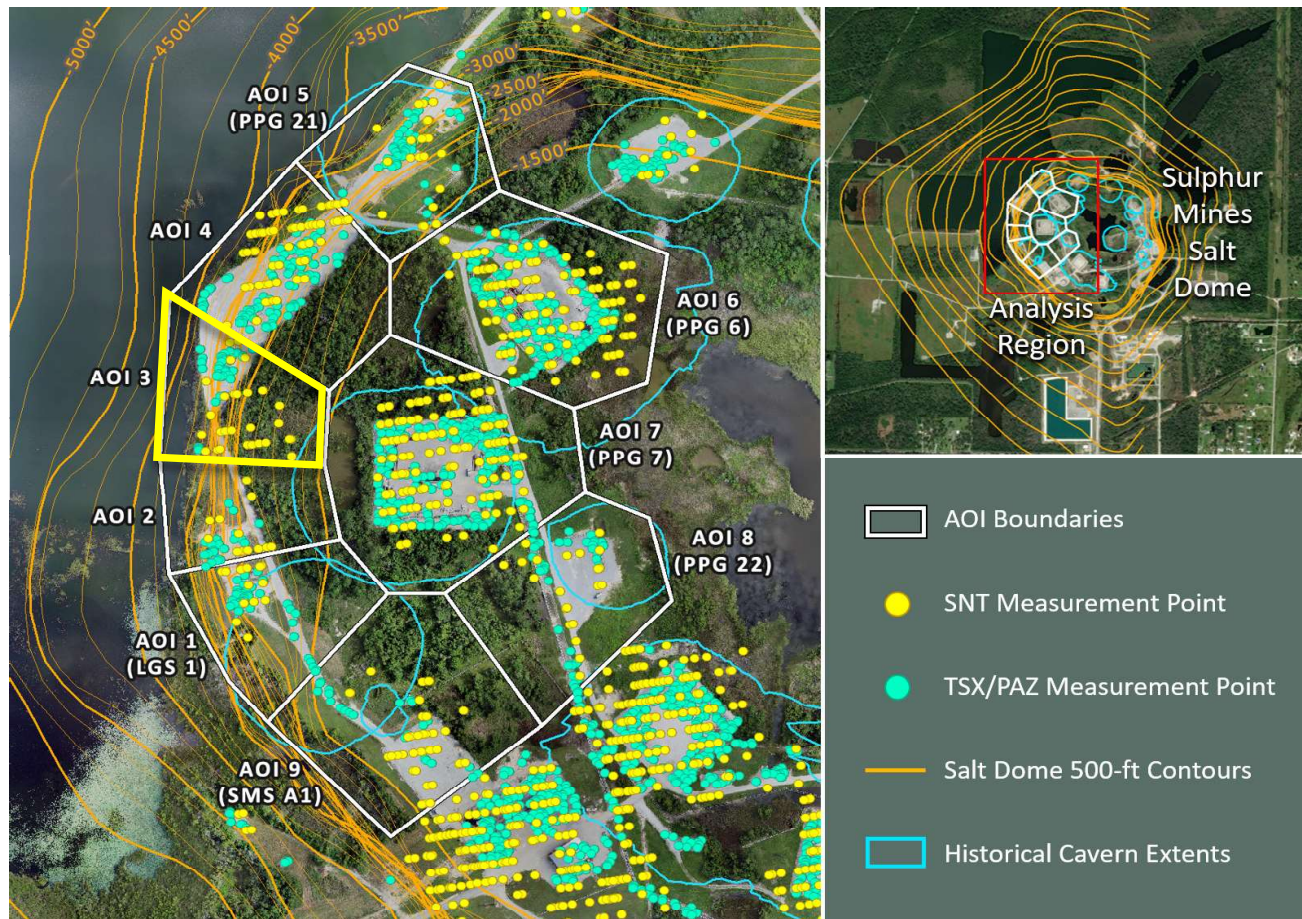 -5000'
-4500'
-4000'
-3500'
-3000'
-2500'
-2000'
-1500'
AOI 5
(PPG 21)
AOI 4
AOI 3
AOI 2
AOI 1
(LGS 1)
AOI 9
(SMS A1)
AOI 6
(PPG 6)
AOI 7
(PPG 7)
AOI 8
(PPG 22)
Sulphur
Mines
Salt
Dome
Analysis
Region
AOI Boundaries
SNT Measurement Point
TSX/PAZ Measurement Point
Salt Dome 500-ft Contours
Historical Cavern Extents